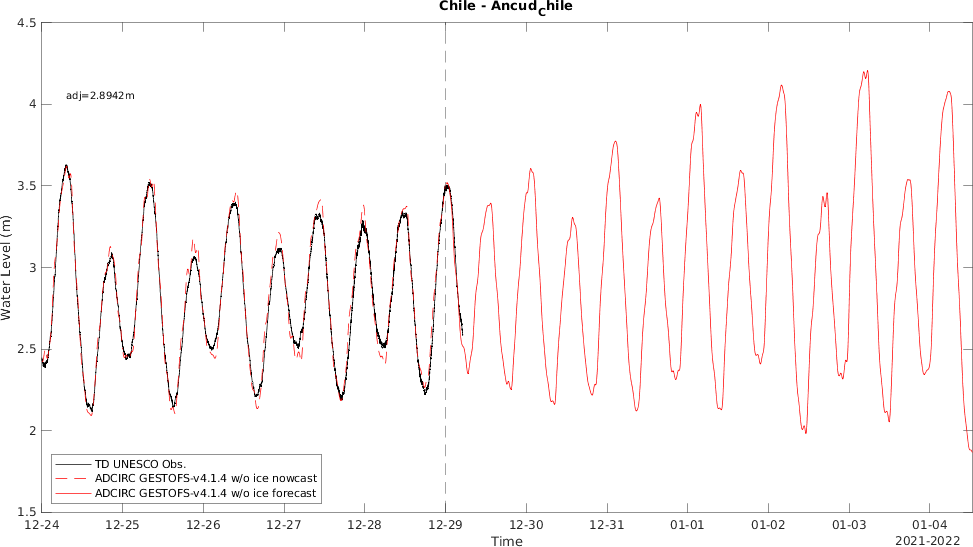 Chile - Ancud_Chile
4.5
4
3.5
3
2.5
2
1.5
Water Level (m)
adj=2.8942m
TD UNESCO Obs.
ADCIRC GESTOFS-v4.1.4 w/o ice nowcast
ADCIRC GESTOFS-v4.1.4 w/o ice forecast
12-24 12-25 12-26 12-27 12-28 12-29 12-30 12-31 01-01 01-02 01-03 01-04
Time
2021-2022